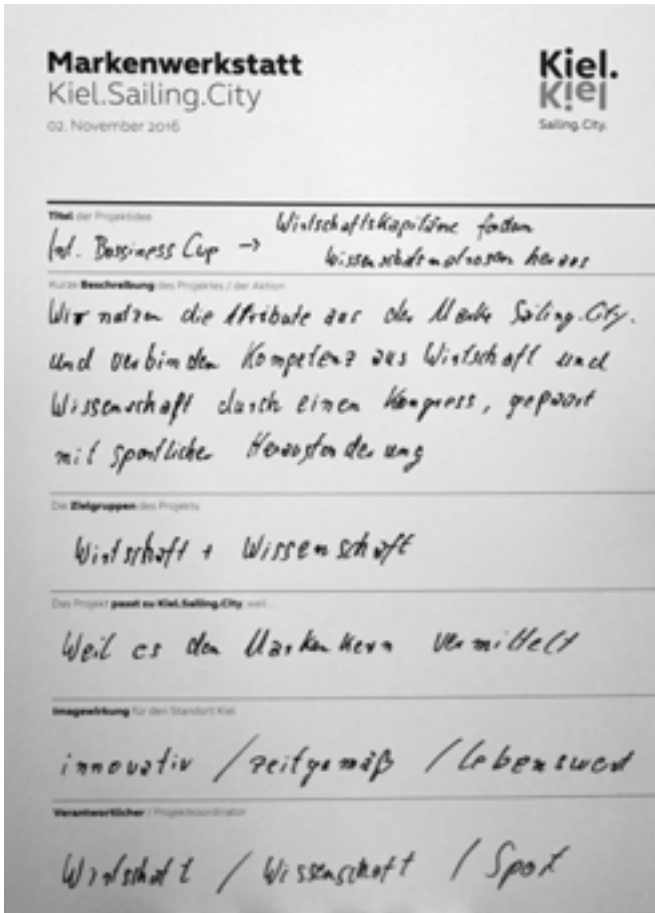 Markenwerkstatt
Kiel.Sailing.City
02. November 2016
Kiel.
Kiel
Sailing.City.
Titel der Projektidee
Wirtschaftskapitäne fordern
Int. Bussiness Cup → Wissenschaftsmatrosen heraus
Kurze Beschreibung des Projektes / der Aktion
Wir nutzen die Attribute aus der Marke Sailing.City.
und verbinden Kompetenz aus Wirtschaft und
Wissenschaft durch einen Kongress, gepaart
mit sportlicher Herausforderung
Die Zielgruppen des Projekts
Wirtschaft + Wissenschaft
Das Projekt passt zu Kiel.Sailing.City, weil...
Weil es den Markenkern vermittelt
Imagewirkung für den Standort Kiel
innovativ / zeitgemäß / lebenswert
Verantwortlicher / Projektkoordinator
Wirtschaft / Wissenschaft / Sport